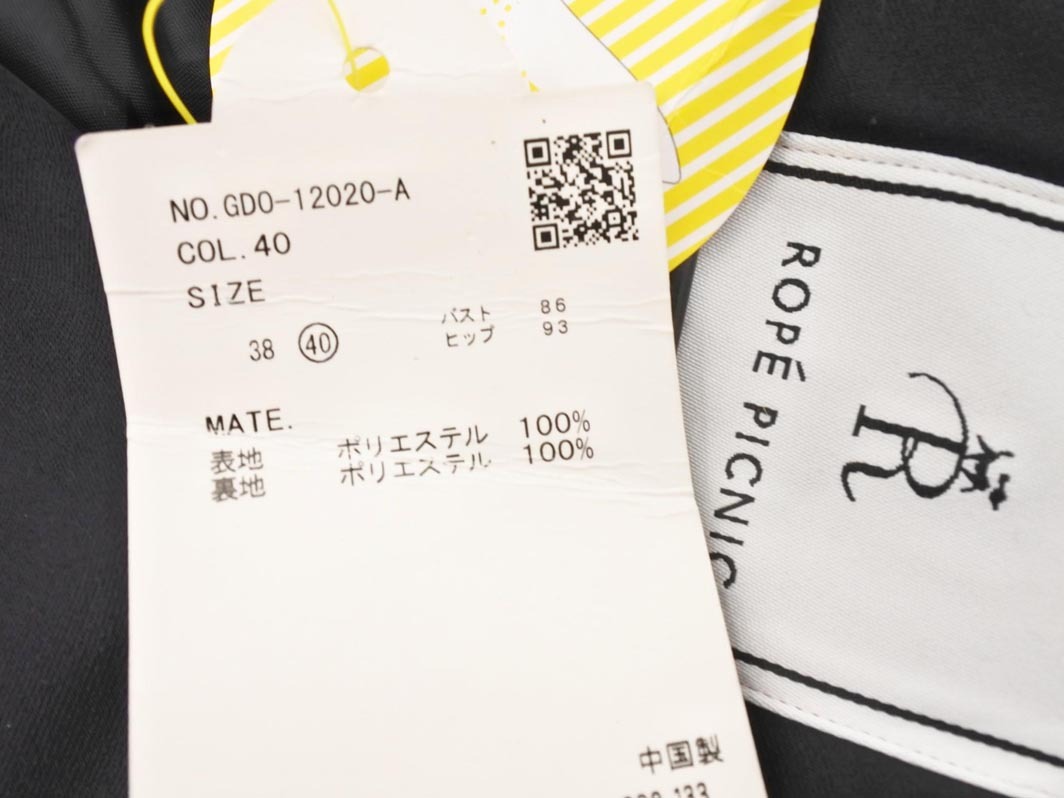 NO.GDO-12020-A
COL.40
SIZE
38 40
バスト 86
ヒップ 93
MATE.
表地 ポリエステル 100%
裏地 ポリエステル 100%
中国製
133
ROPÉ PICNIC
R